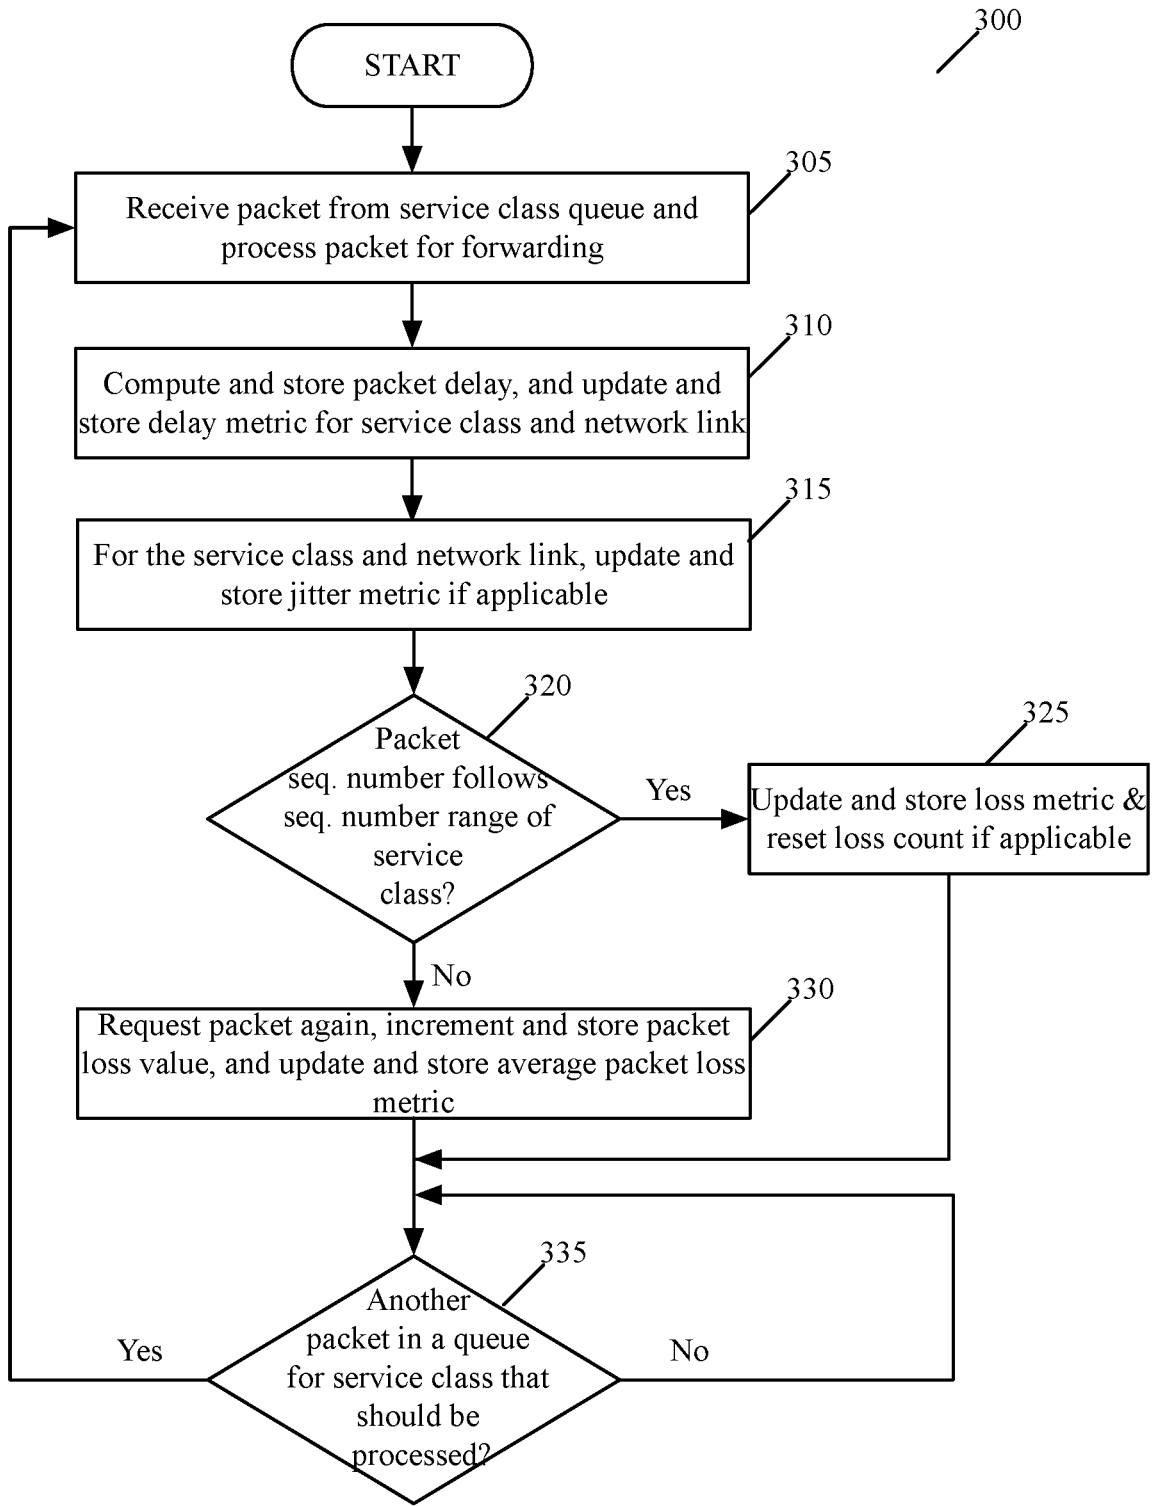 300
START
305
Receive packet from service class queue and
process packet for forwarding
310
Compute and store packet delay, and update and
store delay metric for service class and network link
315
For the service class and network link, update and
store jitter metric if applicable
320
Packet
seq. number follows
seq. number range of
service
class?
Yes
325
Update and store loss metric &
reset loss count if applicable
No
330
Request packet again, increment and store packet
loss value, and update and store average packet loss
metric
335
Another
packet in a queue
for service class that
should be
processed?
Yes
No